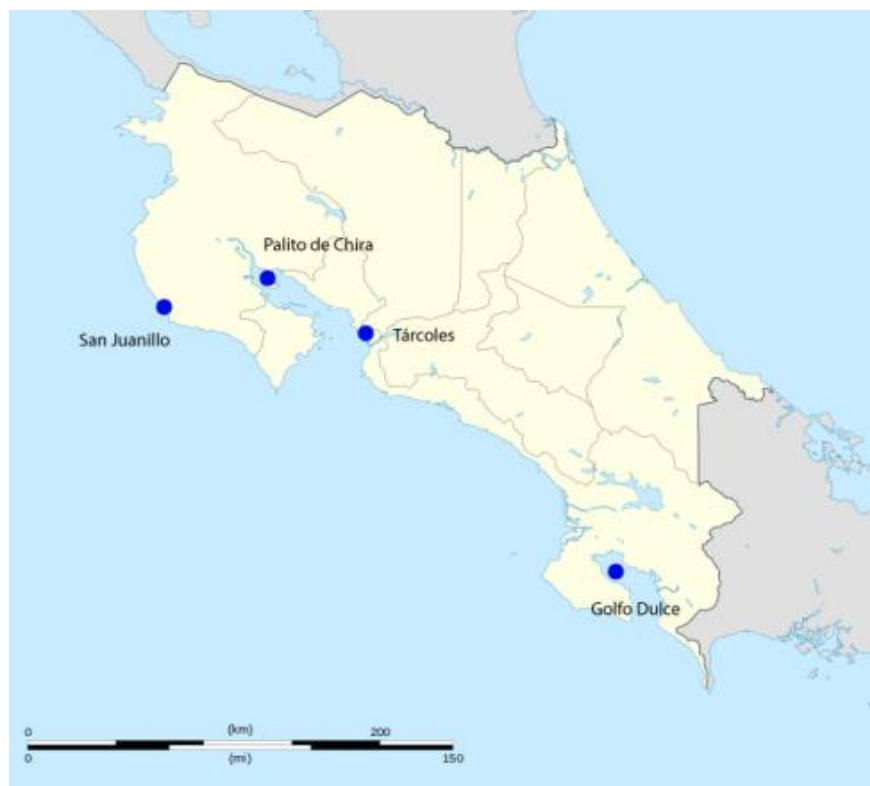 Palito de Chira
San Juanillo
Tárcoles
Golfo Dulce
0 (km) 200
0 (mi) 150